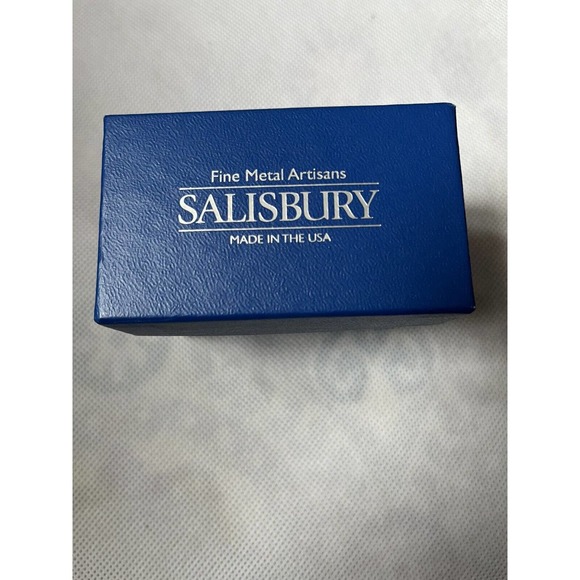 Fine Metal Artisans
SALISBURY
MADE IN THE USA